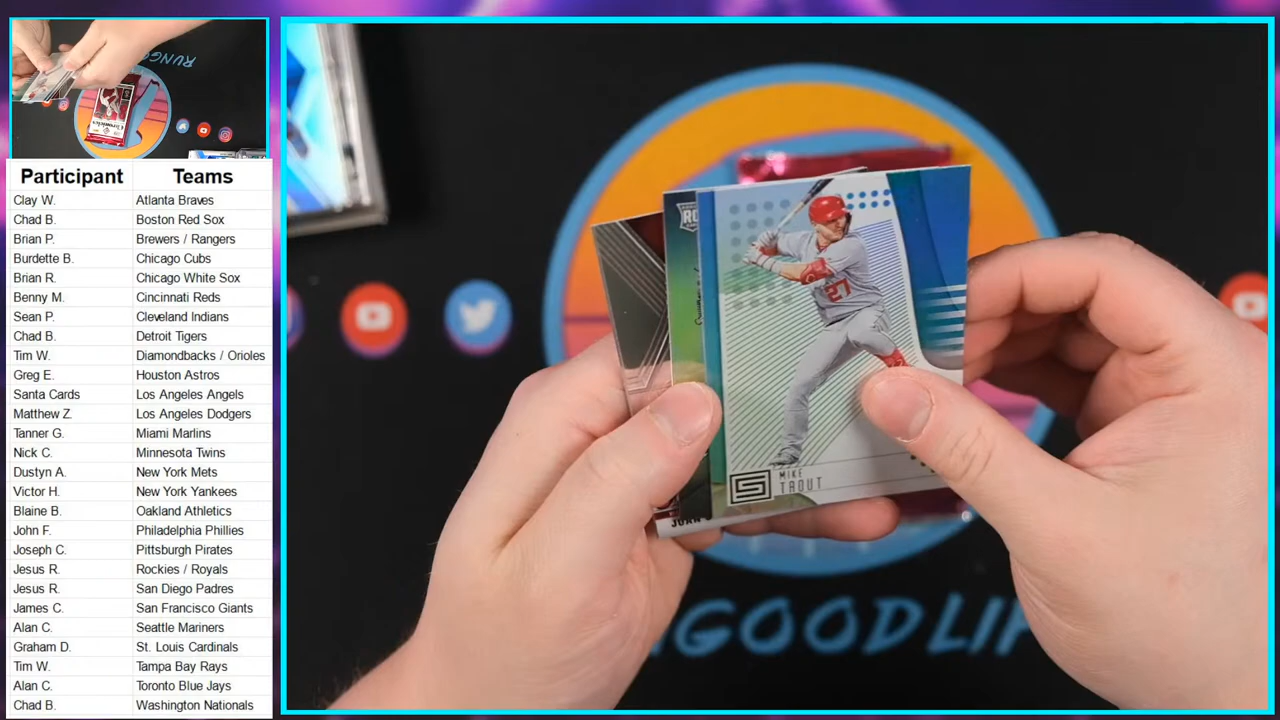 RUNGOOD
Chronicles
Participant Teams
Clay W. Atlanta Braves
Chad B. Boston Red Sox
Brian P. Brewers / Rangers
Burdette B. Chicago Cubs
Brian R. Chicago White Sox
Benny M. Cincinnati Reds
Sean P. Cleveland Indians
Chad B. Detroit Tigers
Tim W. Diamondbacks / Orioles
Greg E. Houston Astros
Santa Cards Los Angeles Angels
Matthew Z. Los Angeles Dodgers
Tanner G. Miami Marlins
Nick C. Minnesota Twins
Dustyn A. New York Mets
Victor H. New York Yankees
Blaine B. Oakland Athletics
John F. Philadelphia Phillies
Joseph C. Pittsburgh Pirates
Jesus R. Rockies / Royals
Jesus R. San Diego Padres
James C. San Francisco Giants
Alan C. Seattle Mariners
Graham D. St. Louis Cardinals
Tim W. Tampa Bay Rays
Alan C. Toronto Blue Jays
Chad B. Washington Nationals
RC
27
S
MIKE
TROUT
JUAN
NGOODLIF